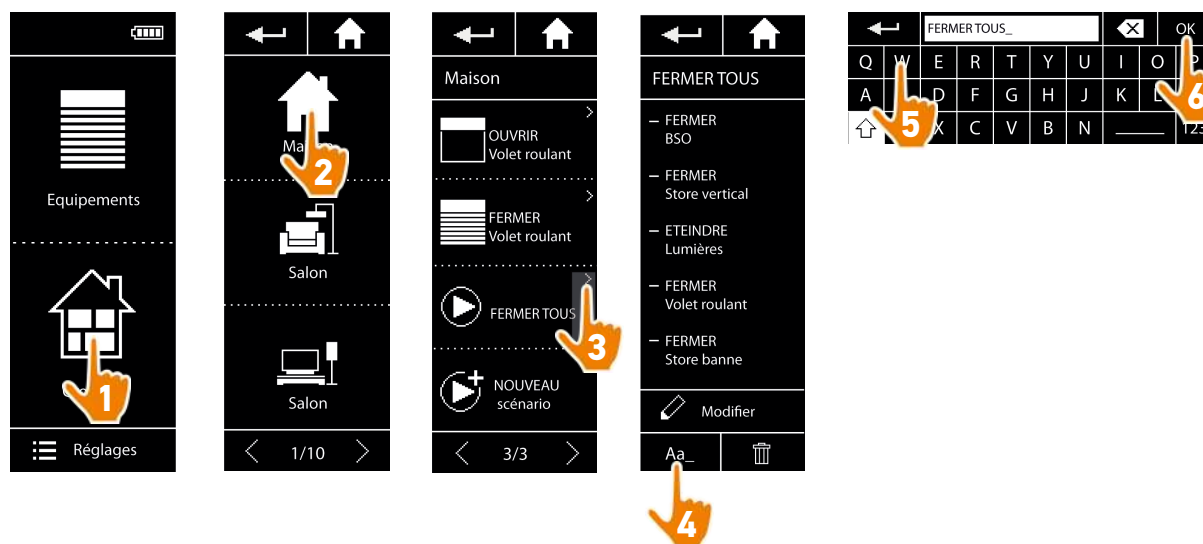 Equipements
1
Réglages
2
Salon
Salon
1/10
Maison
OUVRIR
Volet roulant
FERMER
Volet roulant
FERMER TOUS
3
NOUVEAU
scénario
3/3
FERMER TOUS
– FERMER
BSO
– FERMER
Store vertical
– ETEINDRE
Lumières
– FERMER
Volet roulant
– FERMER
Store banne
Modifier
Aa_
4
FERMER TOUS_
OK
Q W E R T Y U I O P
A D F G H J K L
X C V B N 123
5
6